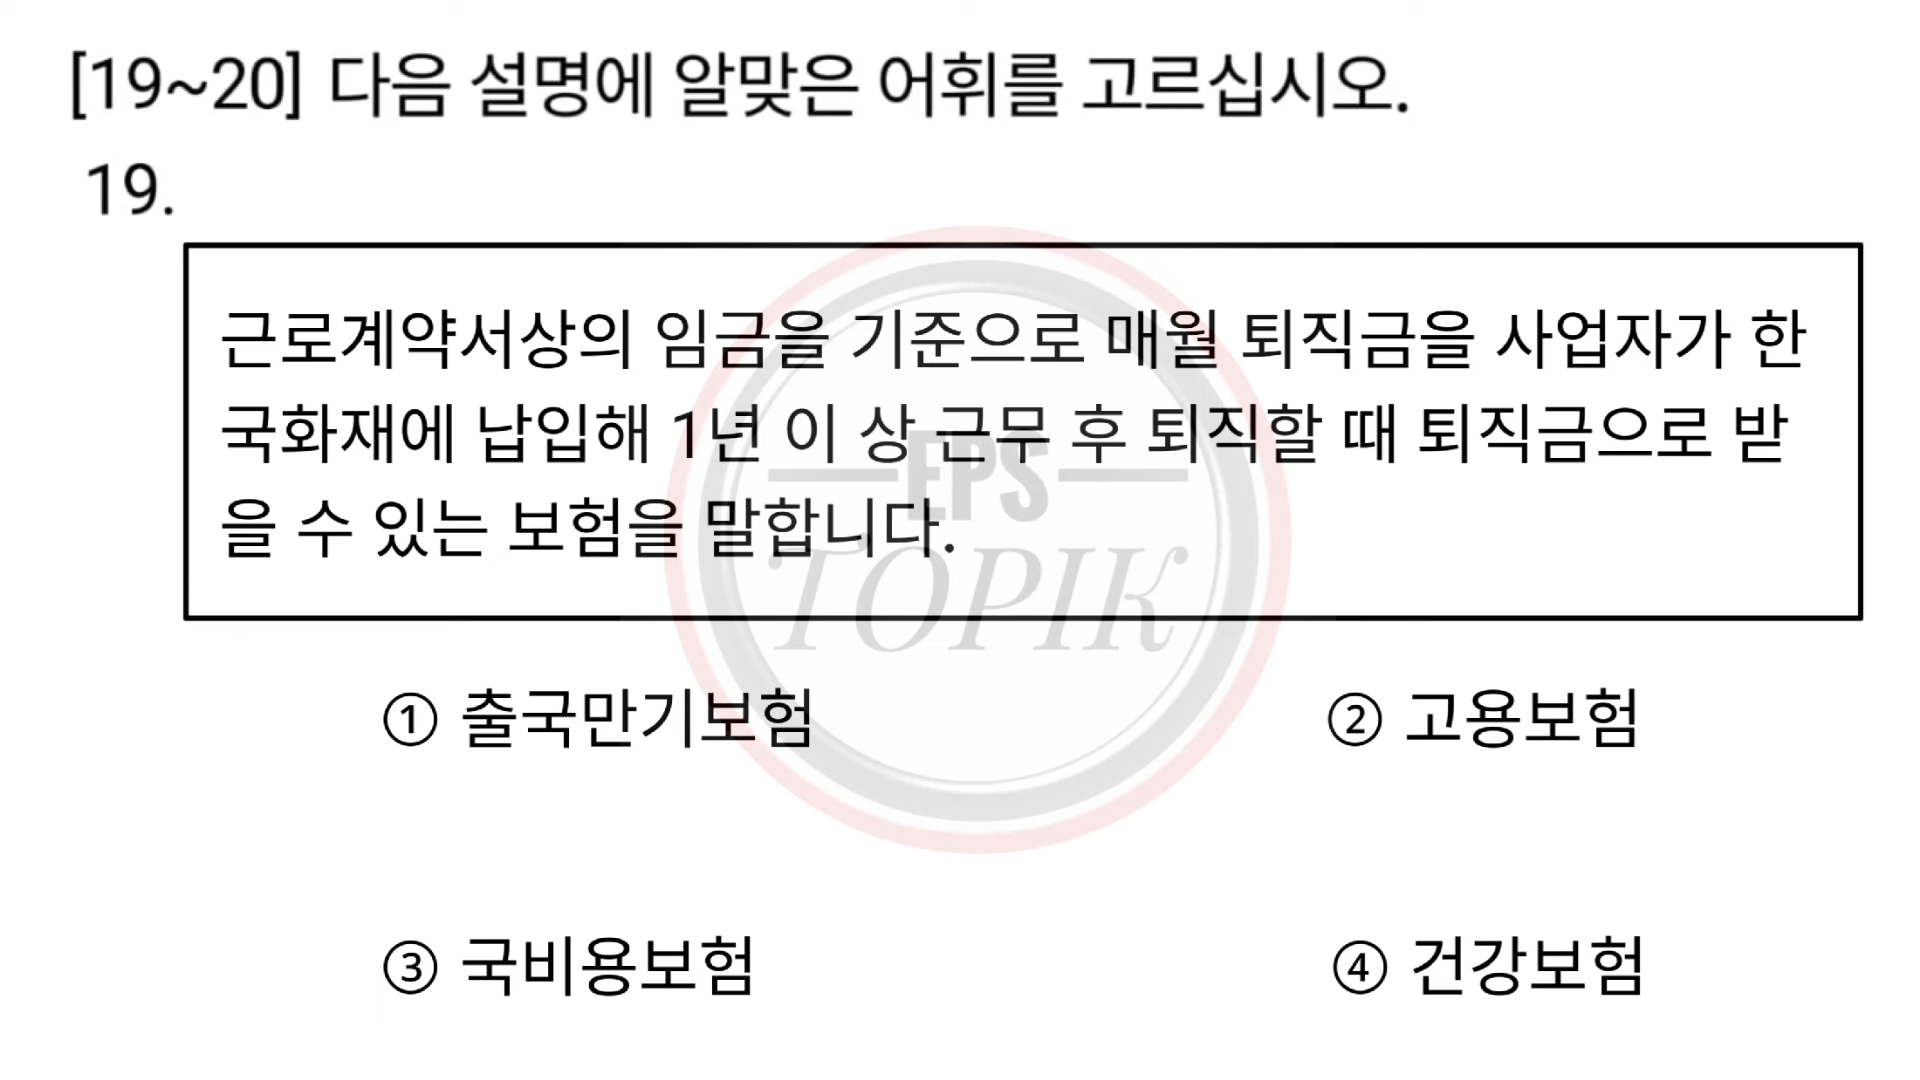 [19~20] 다음 설명에 알맞은 어휘를 고르십시오.
19.
근로계약서상의 임금을 기준으로 매월 퇴직금을 사업자가 한
국화재에 납입해 1년 이 상 근무 후 퇴직할 때 퇴직금으로 받
을 수 있는 보험을 말합니다.
EPS
TOPIK
① 출국만기보험 ② 고용보험
③ 국비용보험 ④ 건강보험